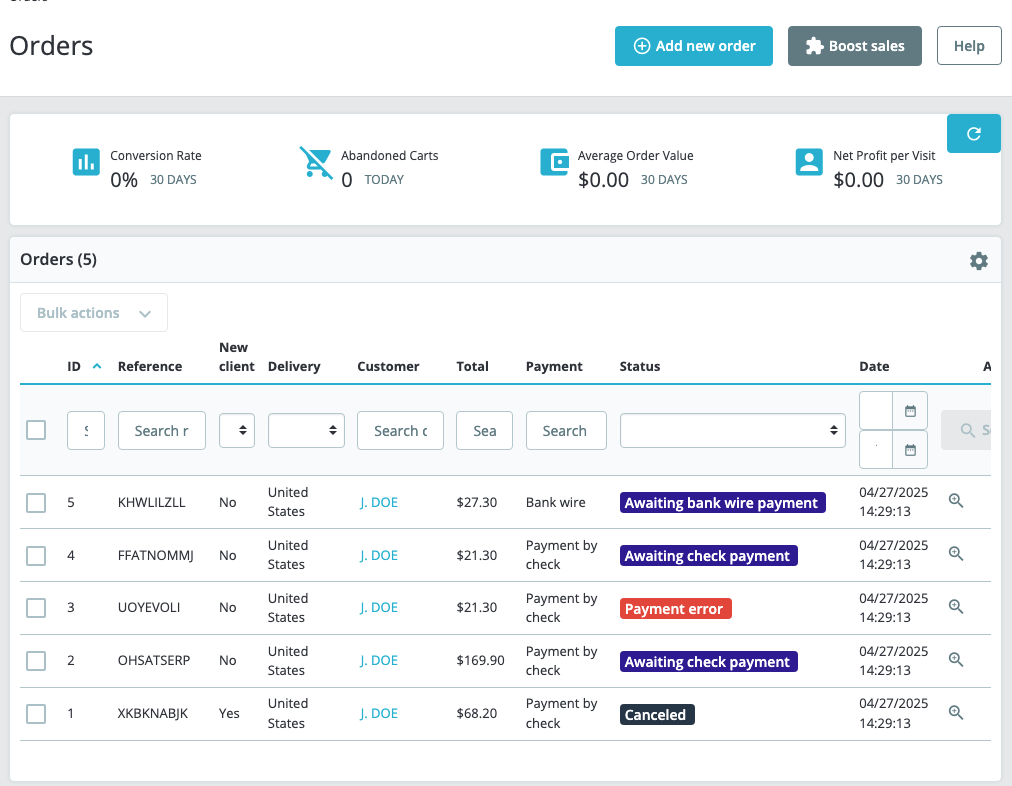 Orders
Add new order
Boost sales
Help
Conversion Rate
0% 30 DAYS
Abandoned Carts
0 TODAY
Average Order Value
$0.00 30 DAYS
Net Profit per Visit
$0.00 30 DAYS
Orders (5)
Bulk actions
ID Reference New client Delivery Customer Total Payment Status Date A
S Search r Search c Sea Search S
5 KHWLILZLL No United States J. DOE $27.30 Bank wire Awaiting bank wire payment 04/27/2025 14:29:13
4 FFATNOMMJ No United States J. DOE $21.30 Payment by check Awaiting check payment 04/27/2025 14:29:13
3 UOYEVOLI No United States J. DOE $21.30 Payment by check Payment error 04/27/2025 14:29:13
2 OHSATSERP No United States J. DOE $169.90 Payment by check Awaiting check payment 04/27/2025 14:29:13
1 XKBKNABJK Yes United States J. DOE $68.20 Payment by check Canceled 04/27/2025 14:29:13